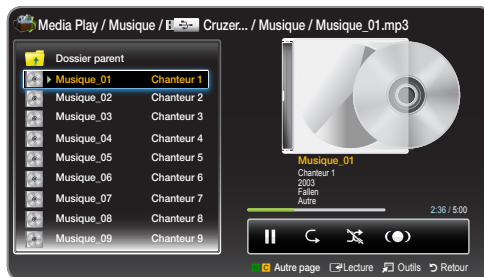 Media Play / Musique / Cruzer... / Musique / Musique_01.mp3
Dossier parent
Musique_01 Chanteur 1
Musique_02 Chanteur 2
Musique_03 Chanteur 3
Musique_04 Chanteur 4
Musique_05 Chanteur 5
Musique_06 Chanteur 6
Musique_07 Chanteur 7
Musique_08 Chanteur 8
Musique_09 Chanteur 9
Musique_01
Chanteur 1
2003
Fallen
Autre
2:36 / 5:00
C Autre page Lecture Outils Retour